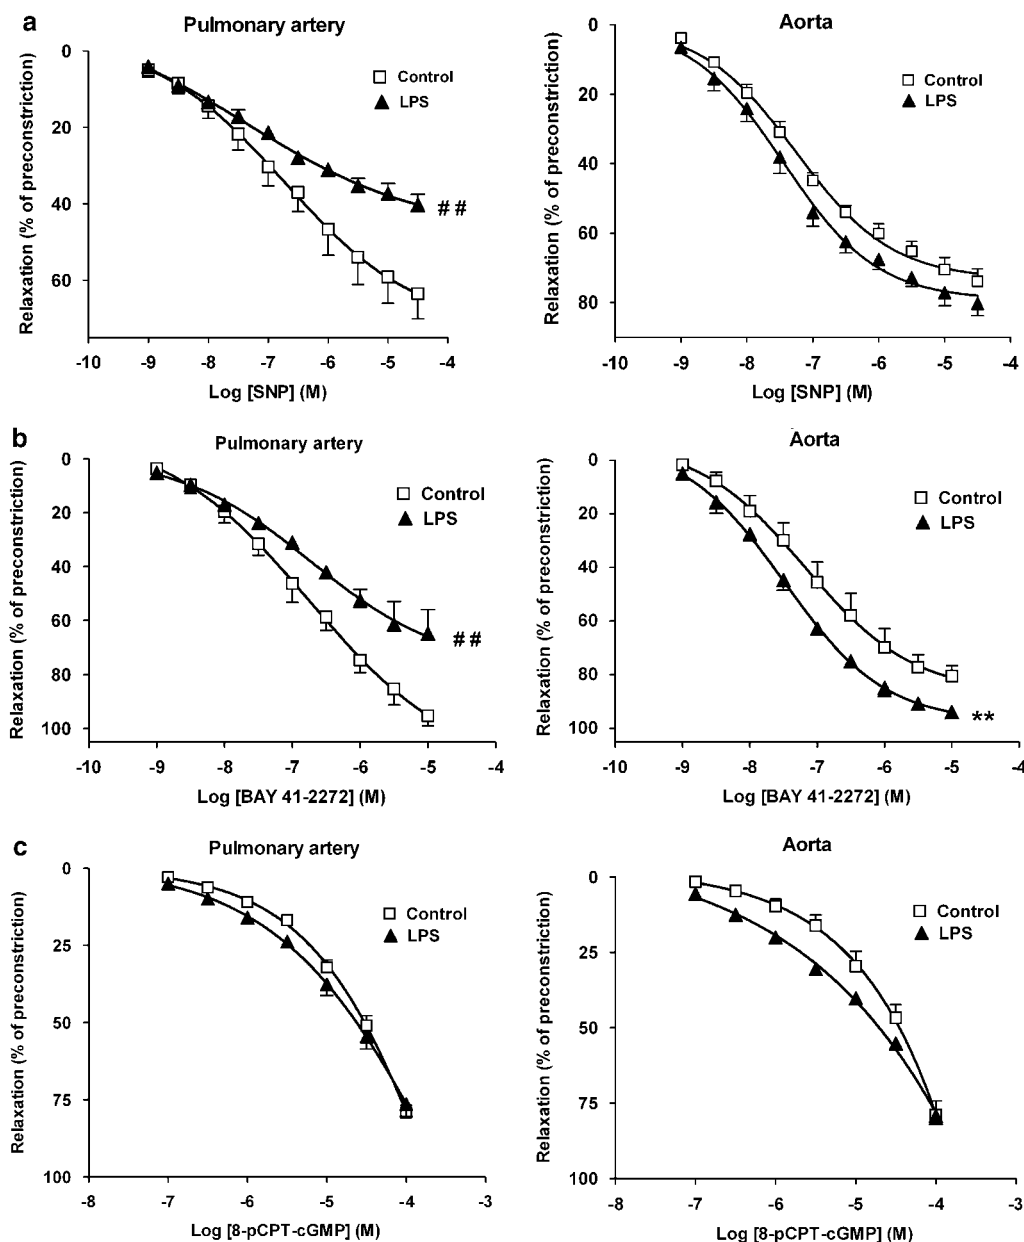 a
Pulmonary artery
Relaxation (% of preconstriction)
0
20
40
60
Control
LPS
##
-10 -9 -8 -7 -6 -5 -4
Log [SNP] (M)
Aorta
Relaxation (% of preconstriction)
0
20
40
60
80
Control
LPS
-10 -9 -8 -7 -6 -5 -4
Log [SNP] (M)
b
Pulmonary artery
Relaxation (% of preconstriction)
0
20
40
60
80
100
Control
LPS
##
-10 -9 -8 -7 -6 -5 -4
Log [BAY 41-2272] (M)
Aorta
Relaxation (% of preconstriction)
0
20
40
60
80
100
Control
LPS
**
-10 -9 -8 -7 -6 -5 -4
Log [BAY 41-2272] (M)
c
Pulmonary artery
Relaxation (% of preconstriction)
0
25
50
75
100
Control
LPS
-8 -7 -6 -5 -4 -3
Log [8-pCPT-cGMP] (M)
Aorta
Relaxation (% of preconstriction)
0
25
50
75
100
Control
LPS
-8 -7 -6 -5 -4 -3
Log [8-pCPT-cGMP] (M)